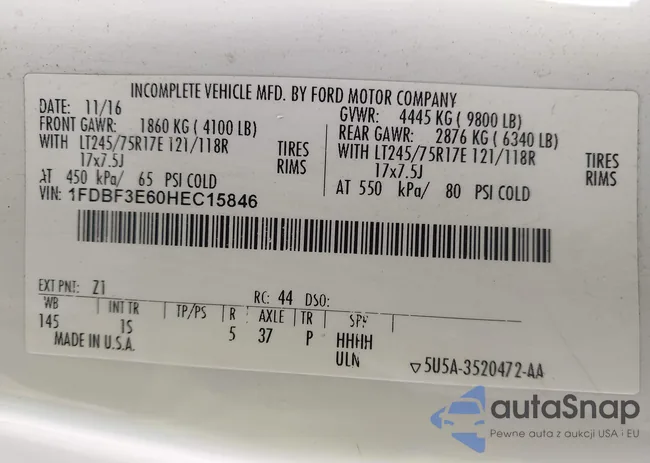 INCOMPLETE VEHICLE MFD. BY FORD MOTOR COMPANY
DATE: 11/16 GVWR: 4445 KG ( 9800 LB)
FRONT GAWR: 1860 KG ( 4100 LB) REAR GAWR: 2876 KG ( 6340 LB)
WITH LT245/75R17E 121/118R TIRES WITH LT245/75R17E 121/118R TIRES
17x7.5J RIMS 17x7.5J RIMS
AT 450 kPa/ 65 PSI COLD AT 550 kPa/ 80 PSI COLD
VIN: 1FDBF3E60HEC15846
EXT PNT: Z1 RC: 44 DSO:
WB INT TR TP/PS R AXLE TR SPR
145 1S 5 37 P HHHH
MADE IN U.S.A. ULN ▽5U5A-3520472-AA
autaSnap
Pewne auta z aukcji USA i EU